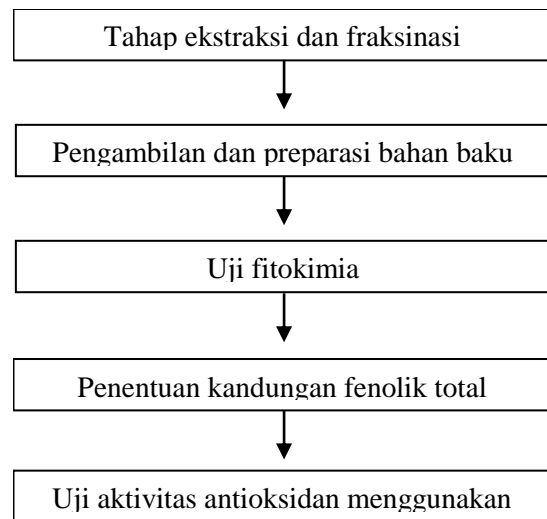 Tahap ekstraksi dan fraksinasi
Pengambilan dan preparasi bahan baku
Uji fitokimia
Penentuan kandungan fenolik total
Uji aktivitas antioksidan menggunakan